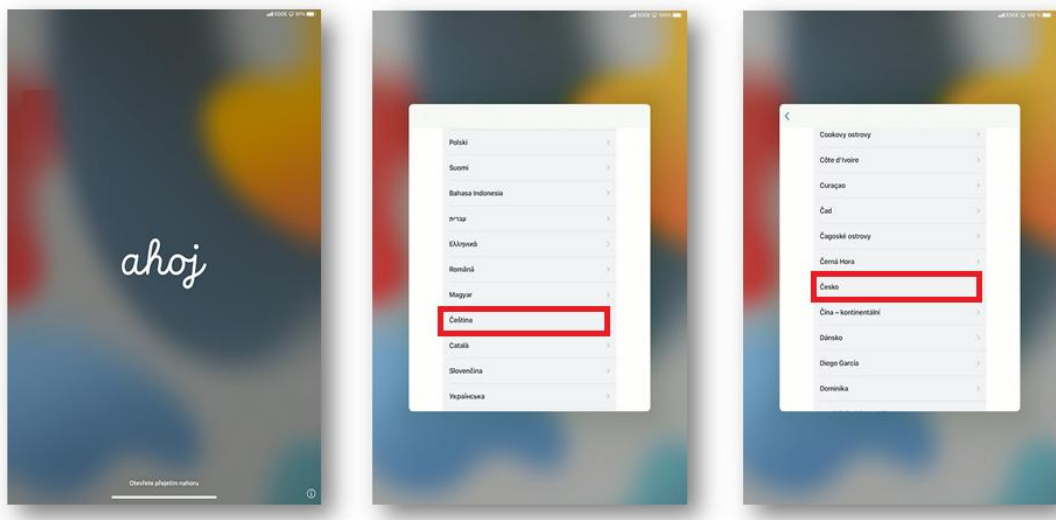 ahoj
Otevřete přejetím nahoru
Polski
Suomi
Bahasa Indonesia
עברית
Ελληνικά
Română
Magyar
Čeština
Català
Slovenčina
Українська
Cookovy ostrovy
Côte d'Ivoire
Curaçao
Čad
Čagoské ostrovy
Černá Hora
Česko
Čína – kontinentální
Dánsko
Diego García
Dominika